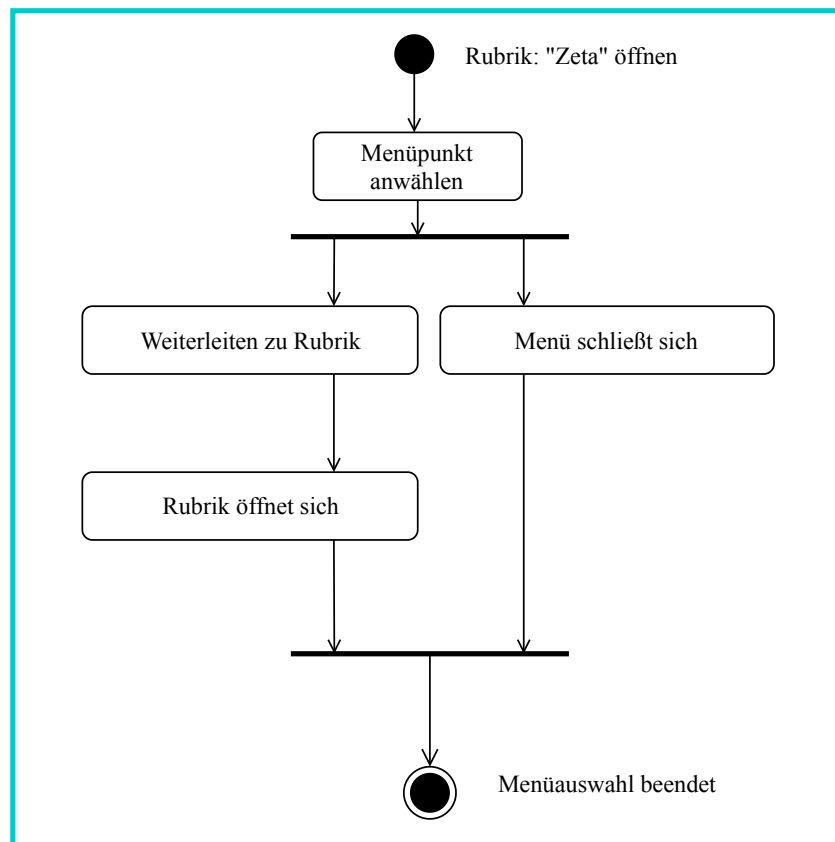 Rubrik: "Zeta" öffnen
Menüpunkt
anwählen
Weiterleiten zu Rubrik
Menü schließt sich
Rubrik öffnet sich
Menüauswahl beendet